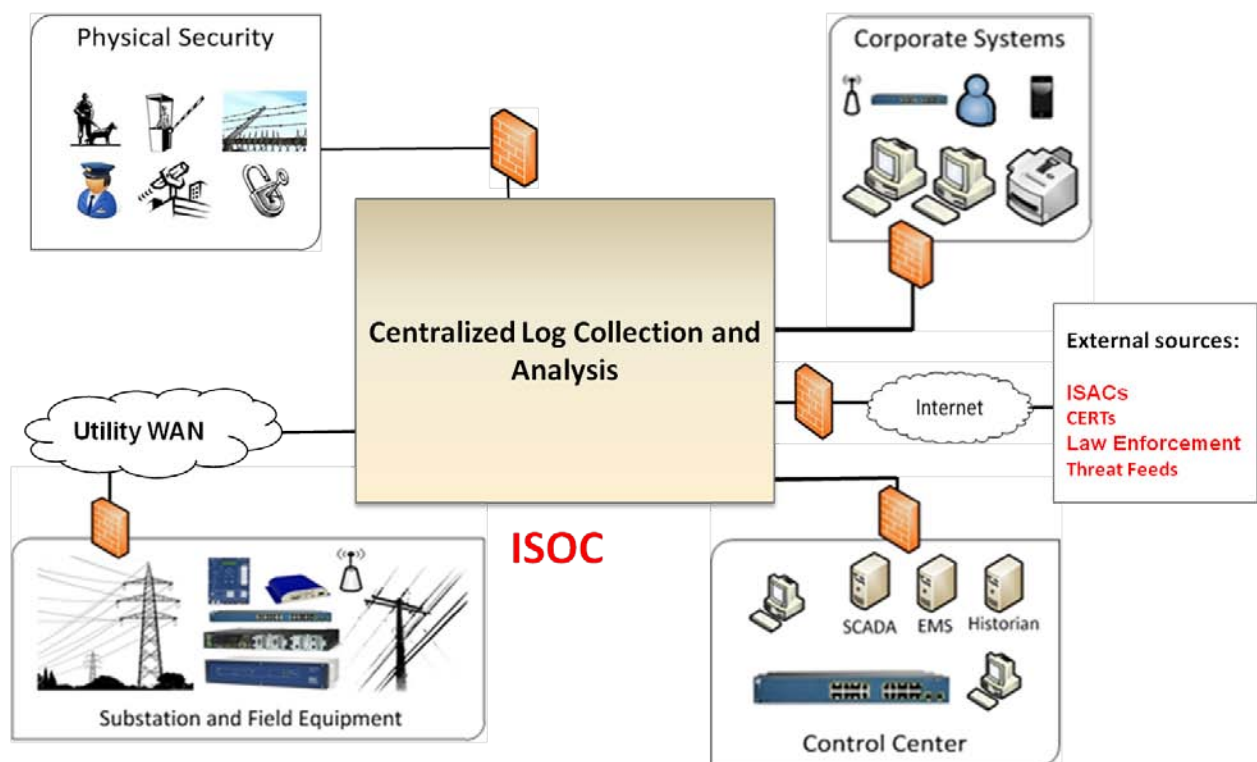 Physical Security
Corporate Systems
Centralized Log Collection and
Analysis
External sources:
ISACs
CERTs
Law Enforcement
Threat Feeds
Internet
Utility WAN
ISOC
Substation and Field Equipment
SCADA
EMS
Historian
Control Center